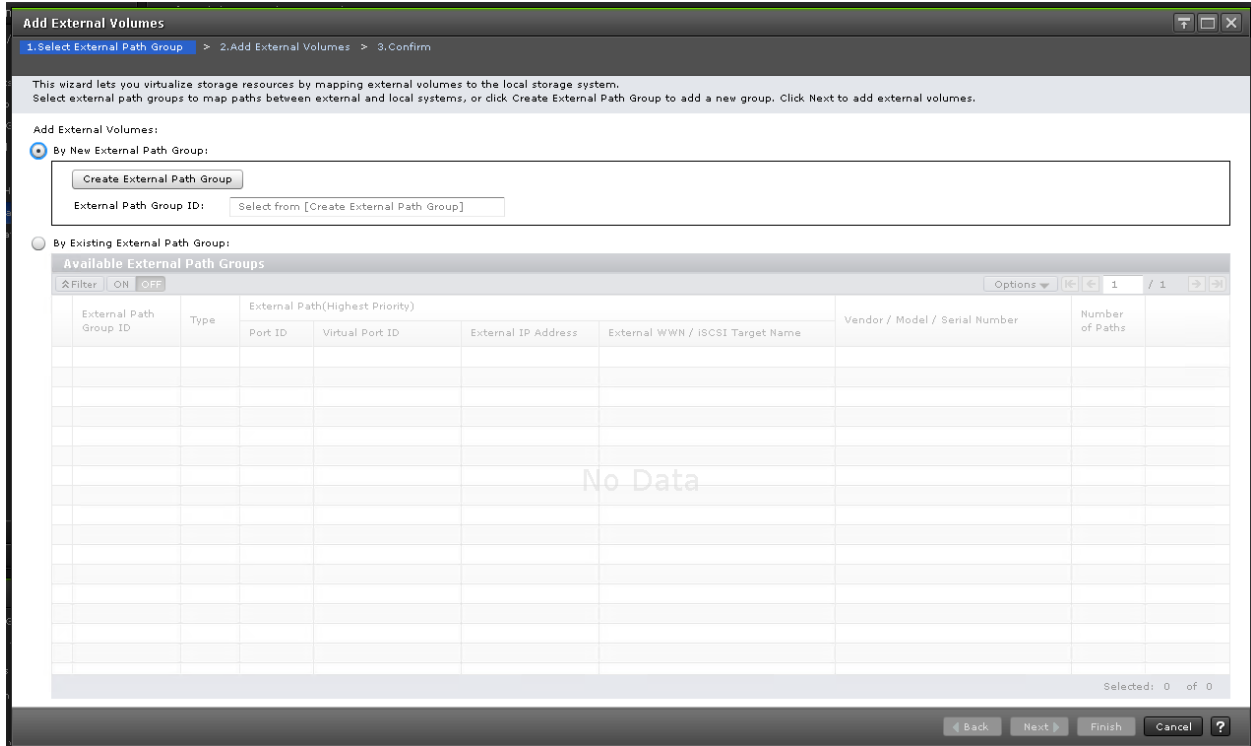 Add External Volumes
1.Select External Path Group > 2.Add External Volumes > 3.Confirm
This wizard lets you virtualize storage resources by mapping external volumes to the local storage system.
Select external path groups to map paths between external and local systems, or click Create External Path Group to add a new group. Click Next to add external volumes.
Add External Volumes:
By New External Path Group:
Create External Path Group
External Path Group ID: Select from [Create External Path Group]
By Existing External Path Group:
Available External Path Groups
Filter ON OFF Options 1 / 1
External Path Group ID Type External Path(Highest Priority) Vendor / Model / Serial Number Number of Paths
Port ID Virtual Port ID External IP Address External WWN / iSCSI Target Name
No Data
Selected: 0 of 0
Back Next Finish Cancel ?